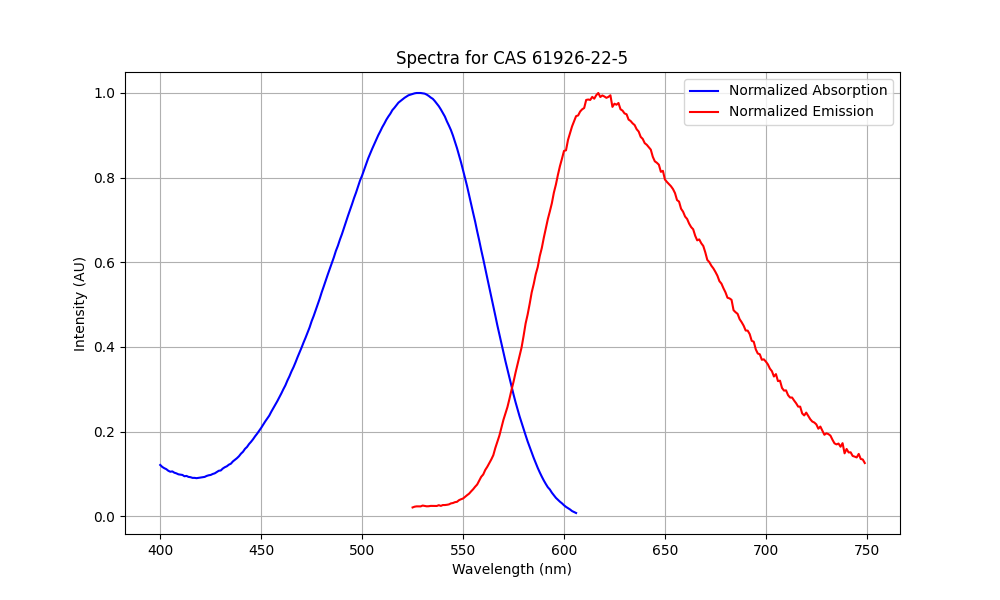 Spectra for CAS 61926-22-5
Normalized Absorption
Normalized Emission
1.0
0.8
0.6
0.4
0.2
0.0
Intensity (AU)
400 450 500 550 600 650 700 750
Wavelength (nm)